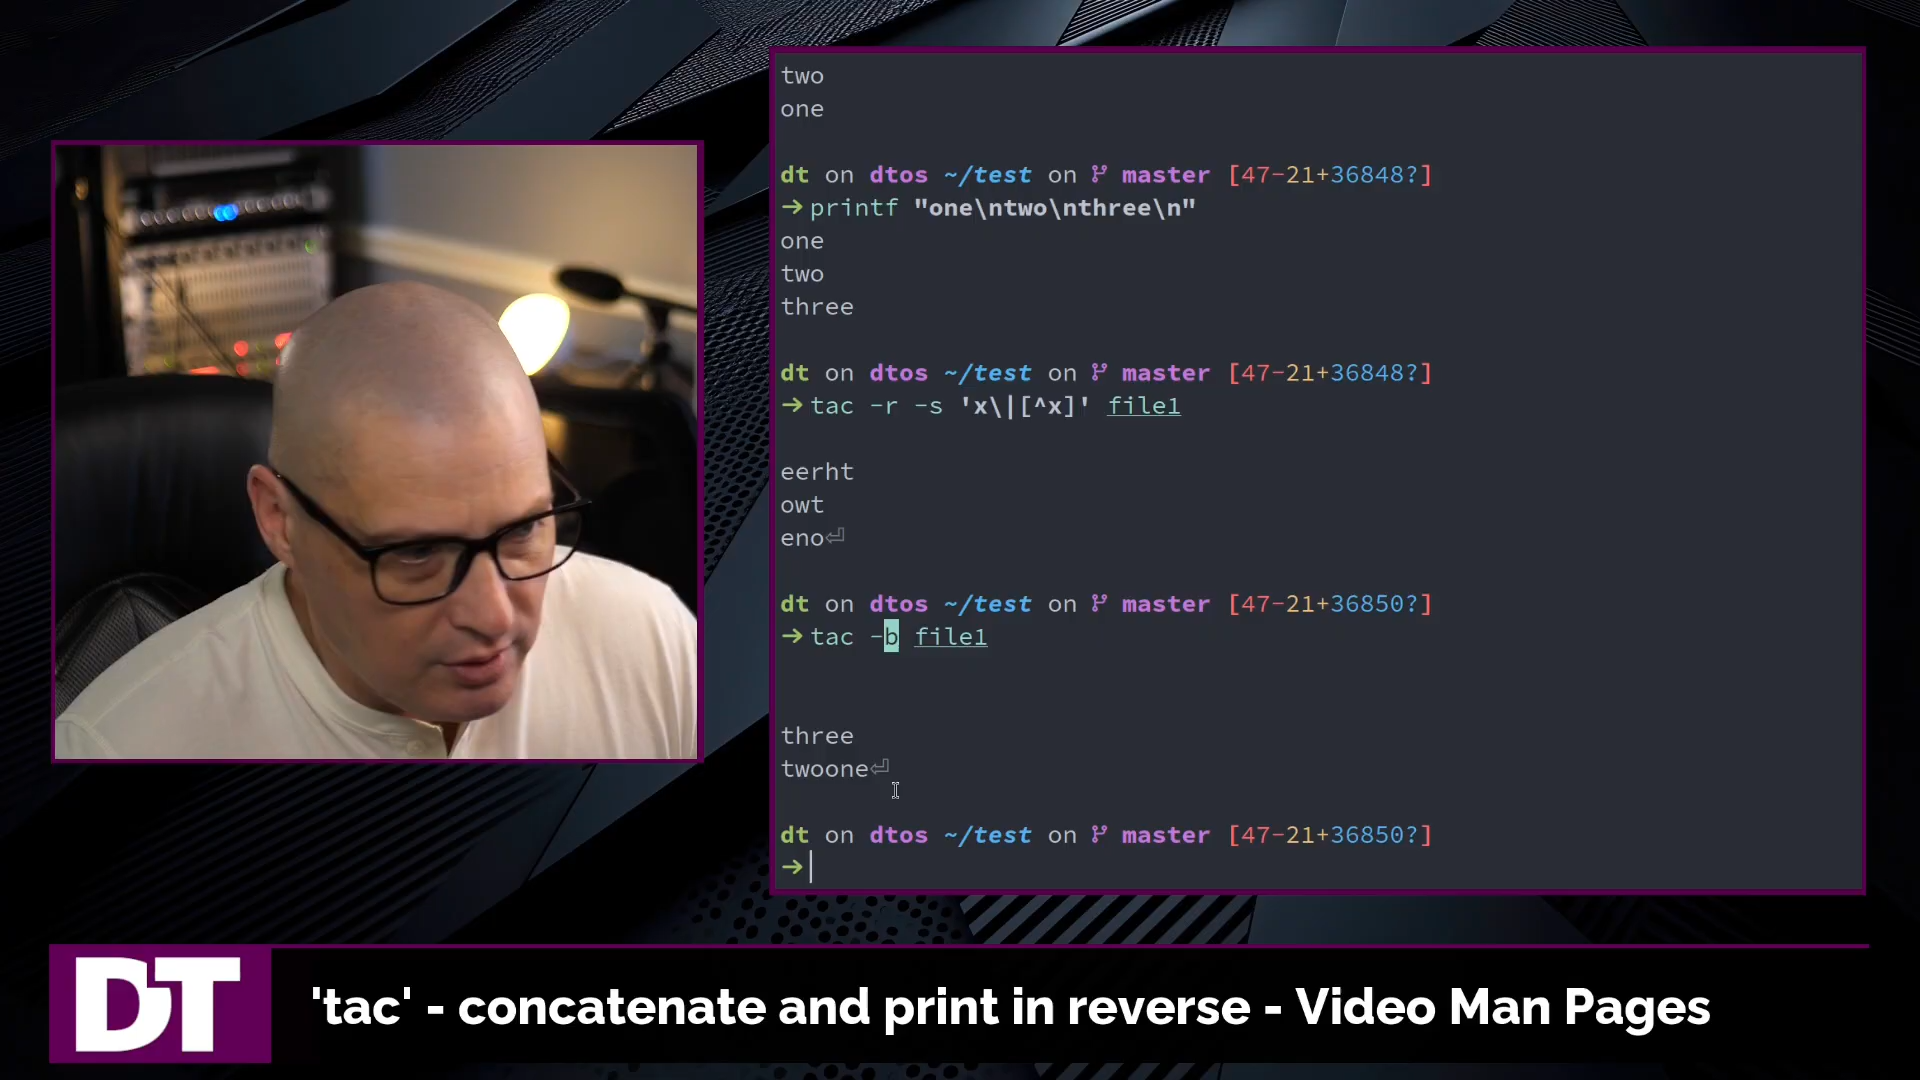 two
one
dt on dtos ~/test on master [47-21+36848?]
→ printf "one\ntwo\nthree\n"
one
two
three
dt on dtos ~/test on master [47-21+36848?]
→ tac -r -s 'x\|[^x]' file1
eerht
owt
eno⏎
dt on dtos ~/test on master [47-21+36850?]
→ tac -b file1
three
twoone⏎
dt on dtos ~/test on master [47-21+36850?]
→
DT
'tac' - concatenate and print in reverse - Video Man Pages